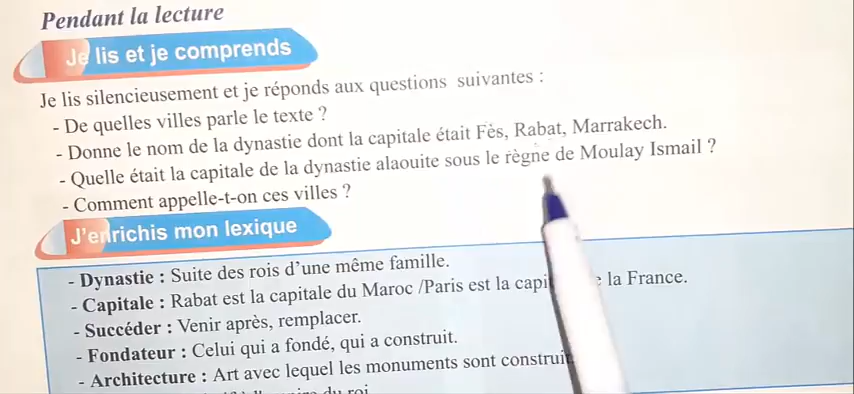 Pendant la lecture
Je lis et je comprends
Je lis silencieusement et je réponds aux questions suivantes :
- De quelles villes parle le texte ?
- Donne le nom de la dynastie dont la capitale était Fès, Rabat, Marrakech.
- Quelle était la capitale de la dynastie alaouite sous le règne de Moulay Ismail ?
- Comment appelle-t-on ces villes ?
J'enrichis mon lexique
- Dynastie : Suite des rois d'une même famille.
- Capitale : Rabat est la capitale du Maroc /Paris est la la France.
- Succéder : Venir après, remplacer.
- Fondateur : Celui qui a fondé, qui a construit.
- Architecture : Art avec lequel les monuments sont
du roi